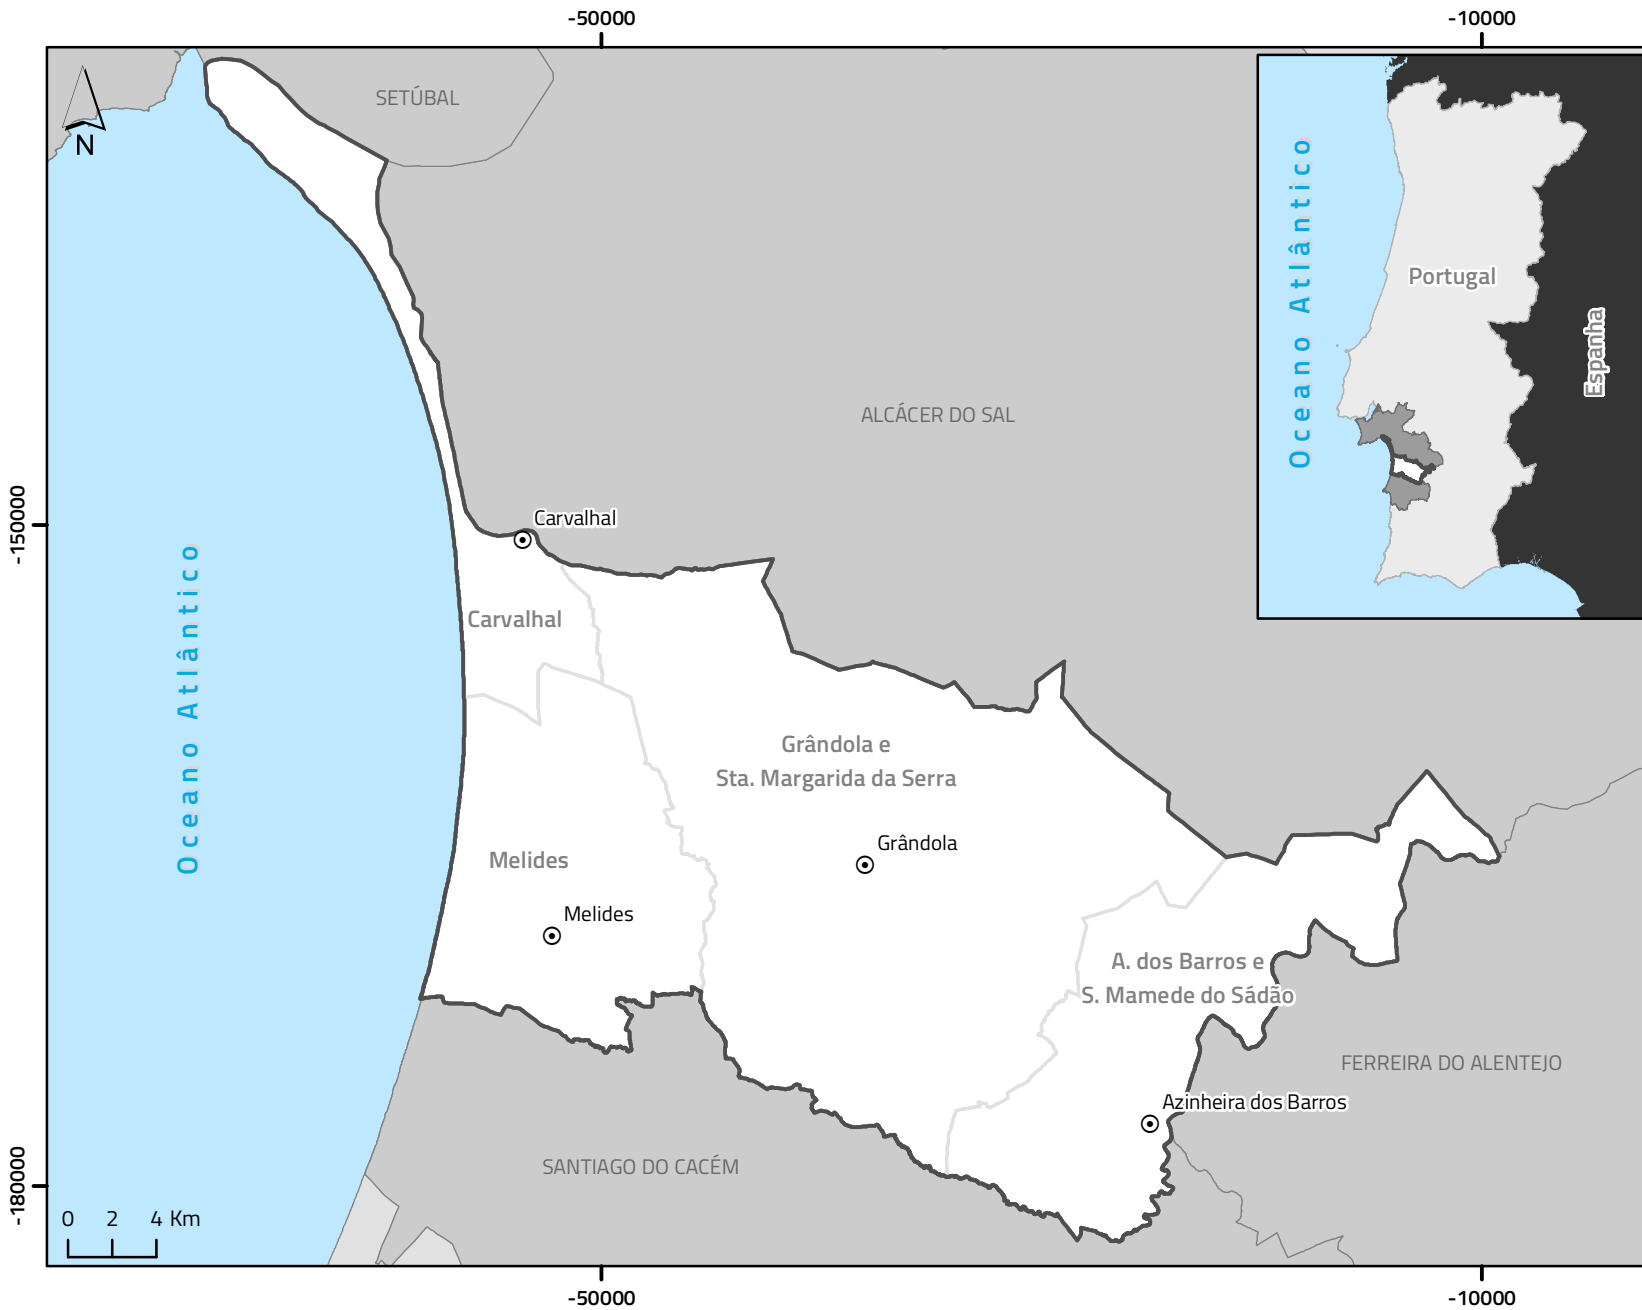 -50000
-10000
SETÚBAL
N
Oceano Atlântico
Portugal
Espanha
ALCÁCER DO SAL
-150000
Carvalhal
Oceano Atlântico
Carvalhal
Grândola e
Sta. Margarida da Serra
Grândola
Melides
Melides
A. dos Barros e
S. Mamede do Sádão
FERREIRA DO ALENTEJO
Azinheira dos Barros
SANTIAGO DO CACÉM
-180000
0 2 4 Km
-50000
-10000